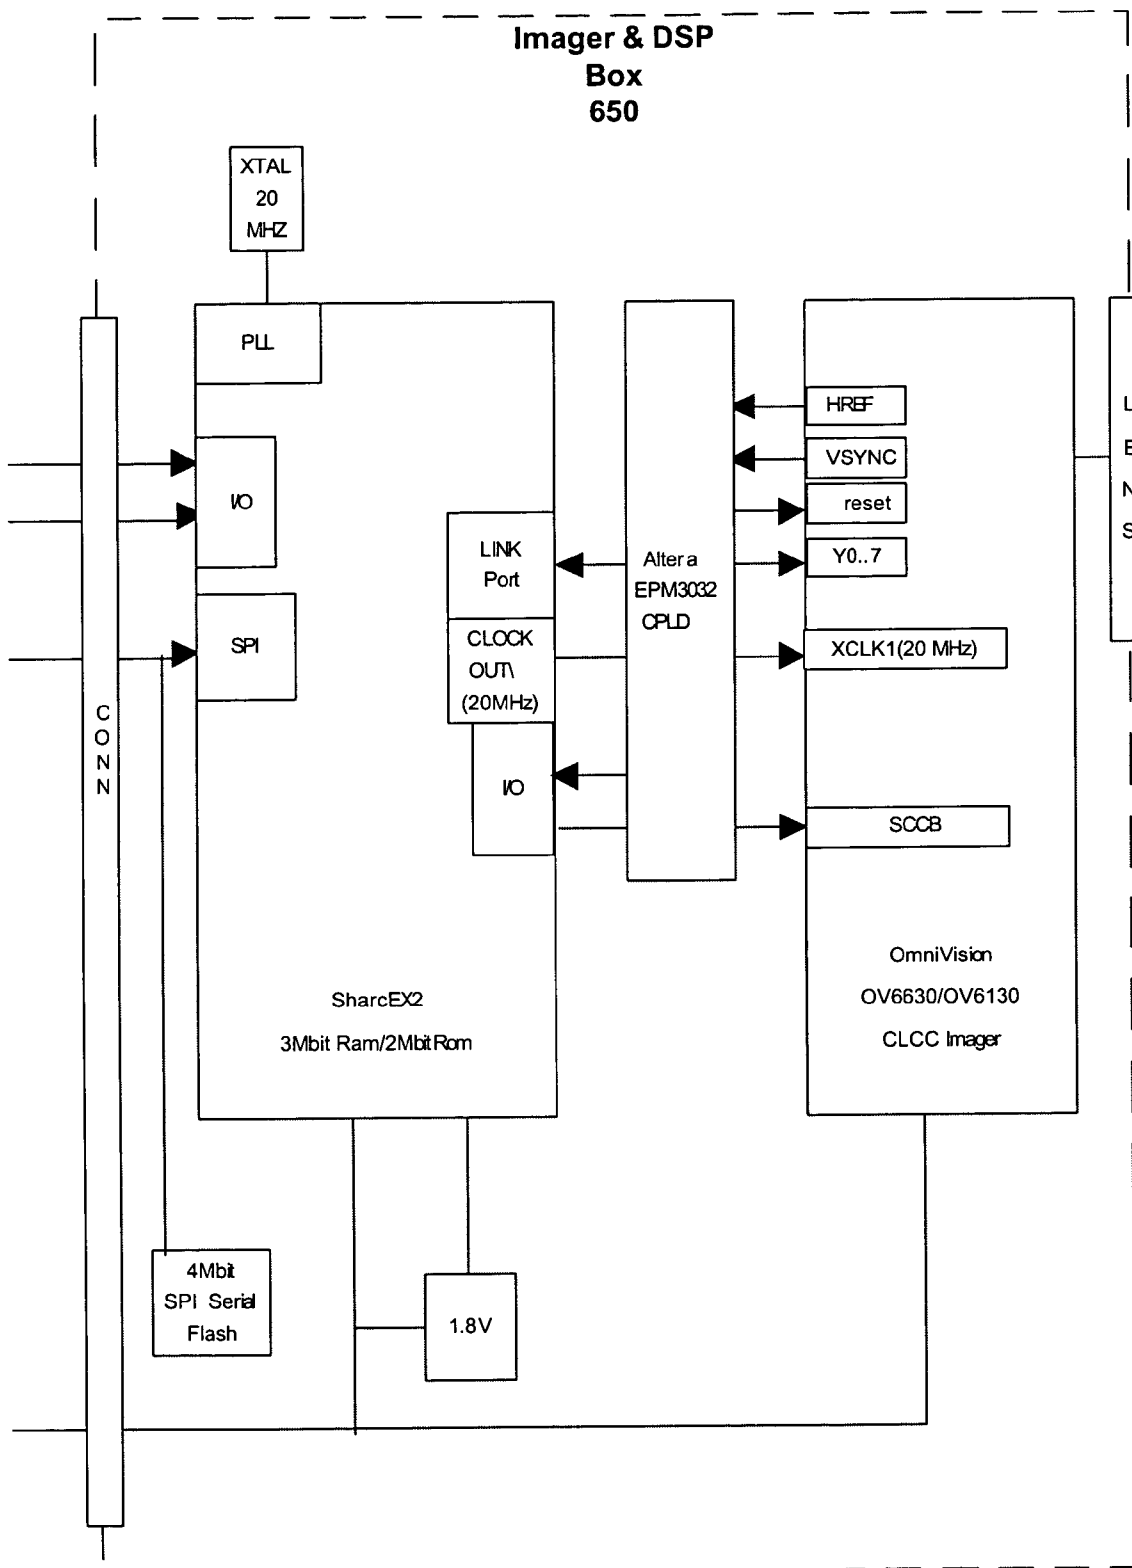 Imager & DSP
Box
650
XTAL
20
MHZ
PLL
I/O
SPI
LINK
Port
CLOCK
OUT\
(20MHz)
I/O
Altera
EPM3032
CPLD
HREF
VSYNC
reset
Y0..7
XCLK1(20 MHz)
SCCB
L
E
N
S
C
O
N
N
SharcEX2
3Mbit Ram/2Mbit Rom
OmniVision
OV6630/OV6130
CLCC Imager
4Mbit
SPI Serial
Flash
1.8V